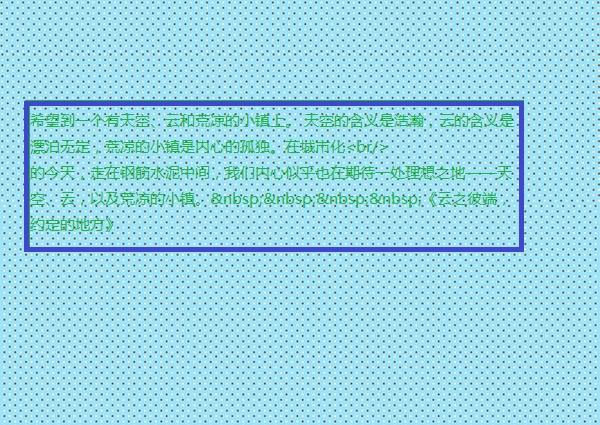 希望到一个有天空、云和荒凉的小镇上。 天空的含义是浩瀚，云的含义是
漂泊无定，荒凉的小镇是内心的孤独。在城市化<br/>
的今天，走在钢筋水泥中间，我们内心似乎也在期待一处理想之地——天
空、云，以及荒凉的小镇。&nbsp;&nbsp;&nbsp;&nbsp;《云之彼端，
约定的地方》